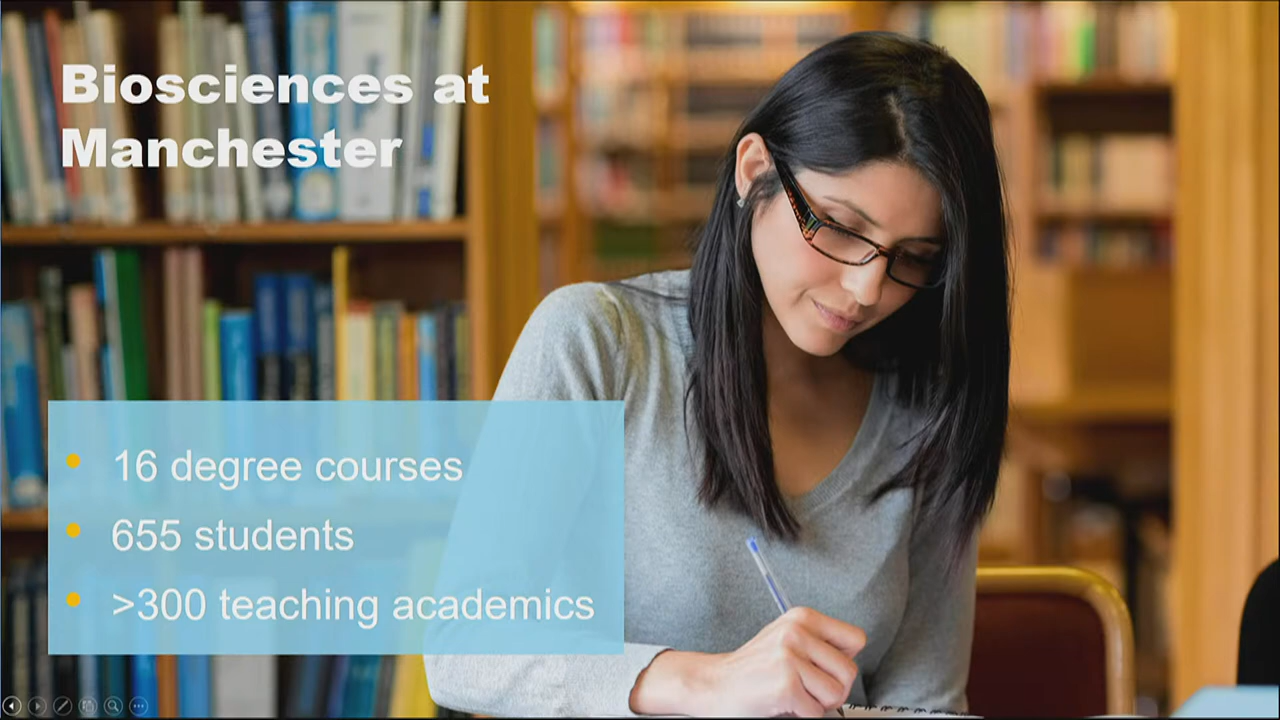 Biosciences at
Manchester
16 degree courses
655 students
>300 teaching academics